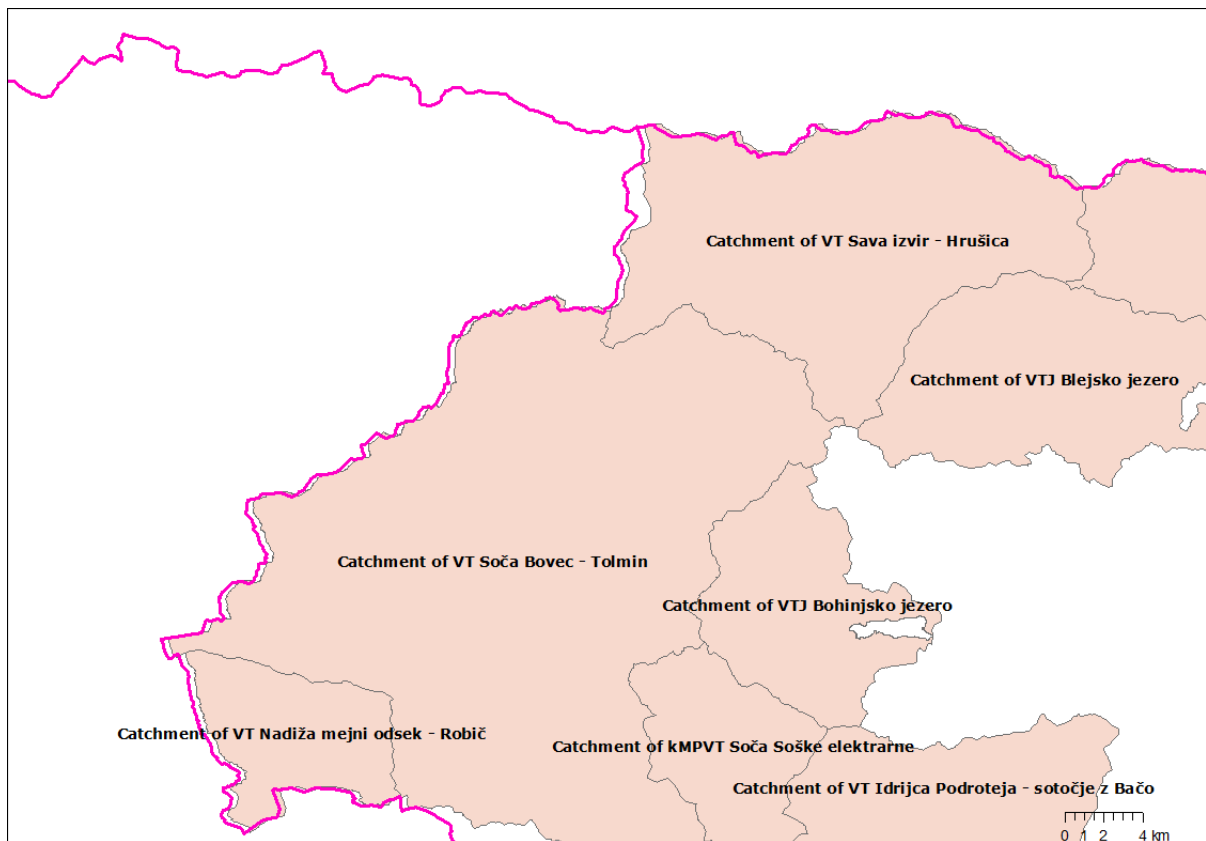 Catchment of VT Sava izvir - Hrušica
Catchment of VTJ Blejsko jezero
Catchment of VT Soča Bovec - Tolmin
Catchment of VTJ Bohinjsko jezero
Catchment of VT Nadiža mejni odsek - Robič
Catchment of kMPVT Soča Soške elektrarne
Catchment of VT Idrijca Podroteja - sotočje z Bačo
0 1 2 4 km